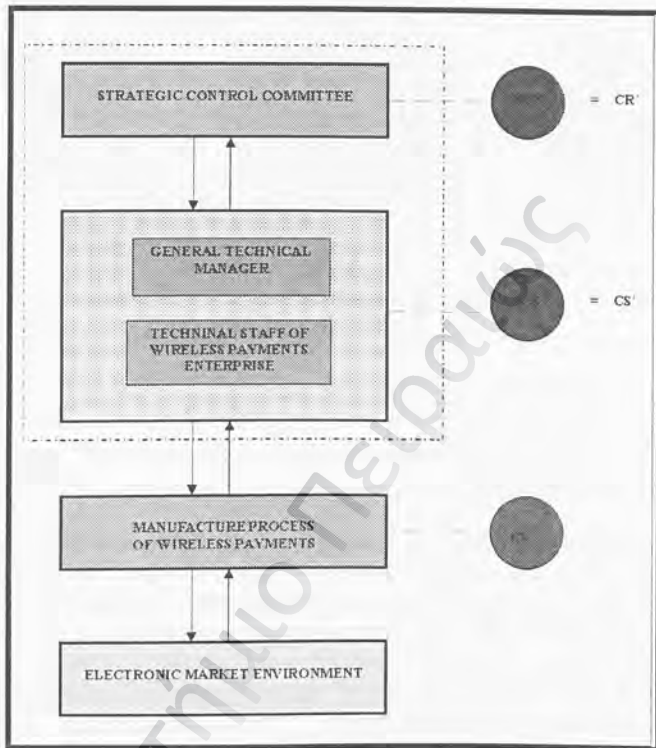 STRATEGIC CONTROL COMMITTEE
= CR´
GENERAL TECHNICAL
MANAGER
TECHNINAL STAFF OF
WIRELESS PAYMENTS
ENTERPRISE
= CS´
MANUFACTURE PROCESS
OF WIRELESS PAYMENTS
ELECTRONIC MARKET ENVIRONMENT
Πειραιώς